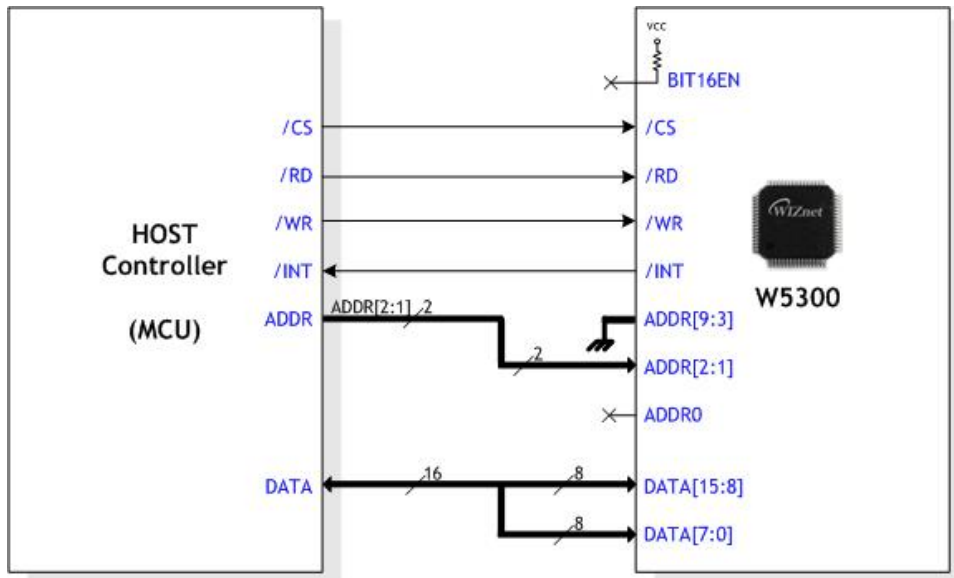 vcc
BIT16EN
/CS
/CS
/RD
/RD
/WR
/WR
WIZnet
HOST
Controller
(MCU)
/INT
/INT
W5300
ADDR
ADDR[2:1]
2
ADDR[9:3]
2
ADDR[2:1]
ADDR0
DATA
16
8
DATA[15:8]
8
DATA[7:0]